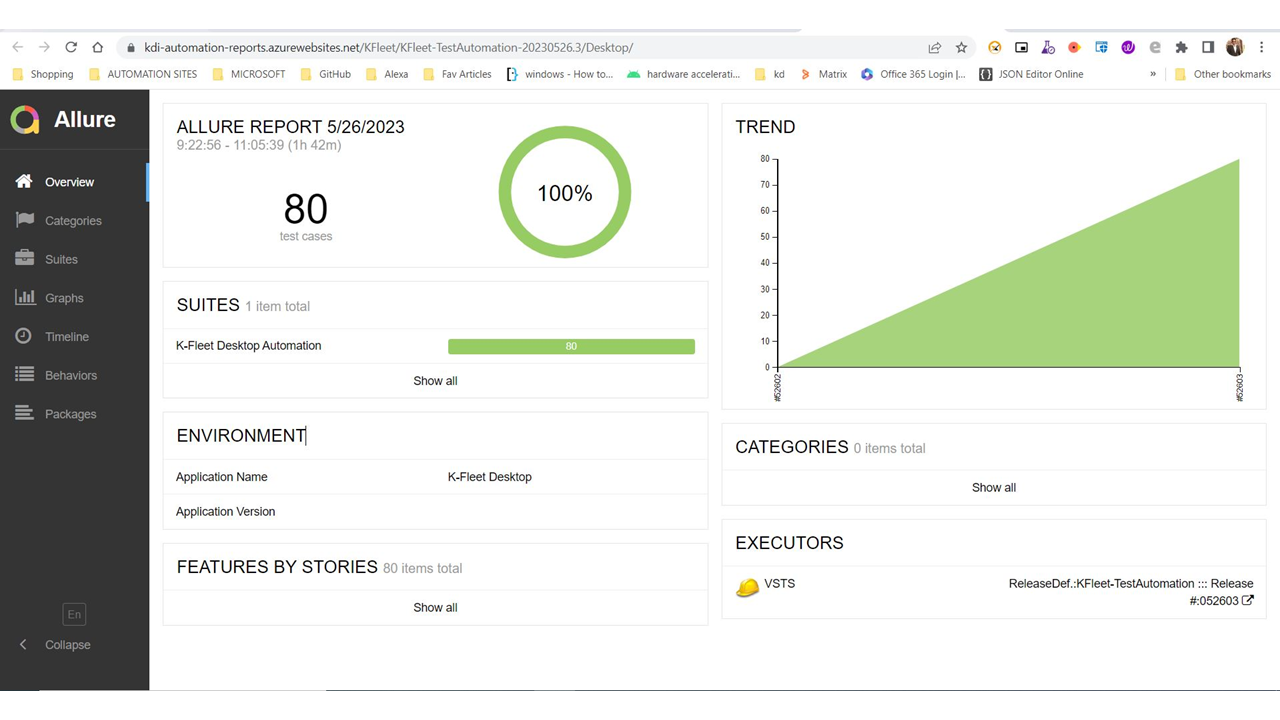 kdi-automation-reports.azurewebsites.net/KFleet/KFleet-TestAutomation-20230526.3/Desktop/
Shopping
AUTOMATION SITES
MICROSOFT
GitHub
Alexa
Fav Articles
windows - How to...
hardware accelerati...
kd
Matrix
Office 365 Login |...
JSON Editor Online
»
Other bookmarks
Allure
Overview
Categories
Suites
Graphs
Timeline
Behaviors
Packages
En
Collapse
ALLURE REPORT 5/26/2023
9:22:56 - 11:05:39 (1h 42m)
80
test cases
100%
SUITES 1 item total
K-Fleet Desktop Automation
80
Show all
ENVIRONMENT
Application Name
K-Fleet Desktop
Application Version
FEATURES BY STORIES 80 items total
Show all
TREND
80
70
60
50
40
30
20
10
0
#52602
#52603
CATEGORIES 0 items total
Show all
EXECUTORS
VSTS
ReleaseDef.:KFleet-TestAutomation ::: Release
#:052603